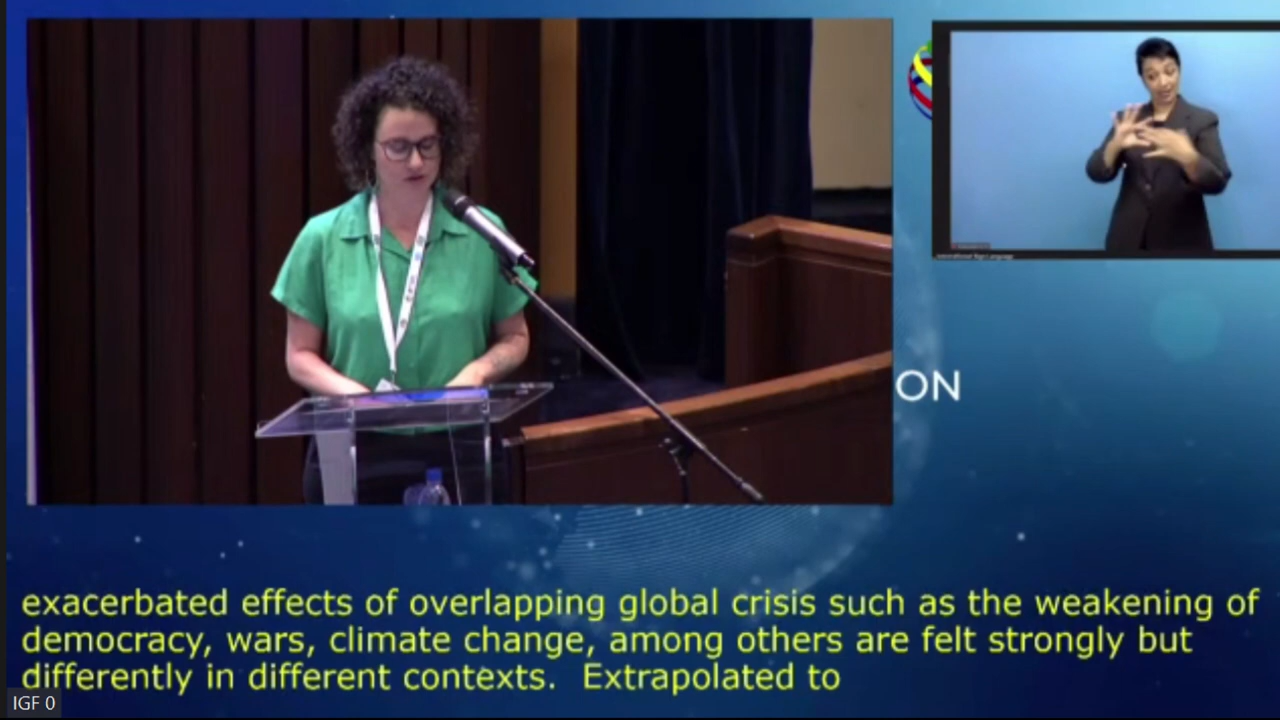 ON
exacerbated effects of overlapping global crisis such as the weakening of
democracy, wars, climate change, among others are felt strongly but
differently in different contexts.  Extrapolated to
IGF 0